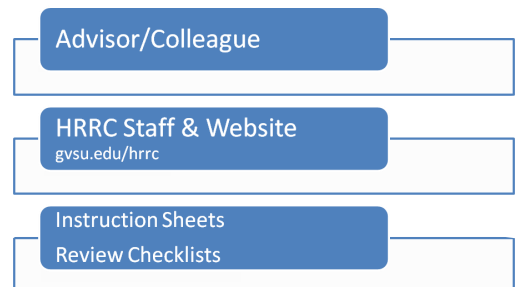 Advisor/Colleague
HRRC Staff & Website
gvsu.edu/hrrc
Instruction Sheets
Review Checklists